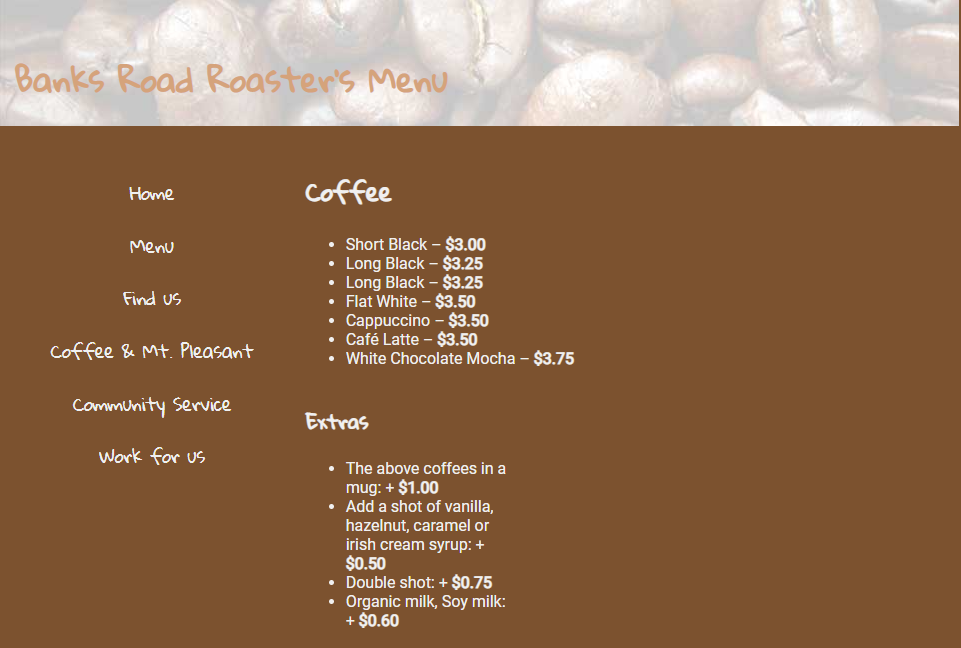 Banks Road Roaster's Menu
Home
Menu
Find us
Coffee & Mt. Pleasant
Community Service
Work for us
Coffee
• Short Black – $3.00
• Long Black – $3.25
• Long Black – $3.25
• Flat White – $3.50
• Cappuccino – $3.50
• Café Latte – $3.50
• White Chocolate Mocha – $3.75
Extras
• The above coffees in a
mug: + $1.00
• Add a shot of vanilla,
hazelnut, caramel or
irish cream syrup: +
$0.50
• Double shot: + $0.75
• Organic milk, Soy milk:
+ $0.60